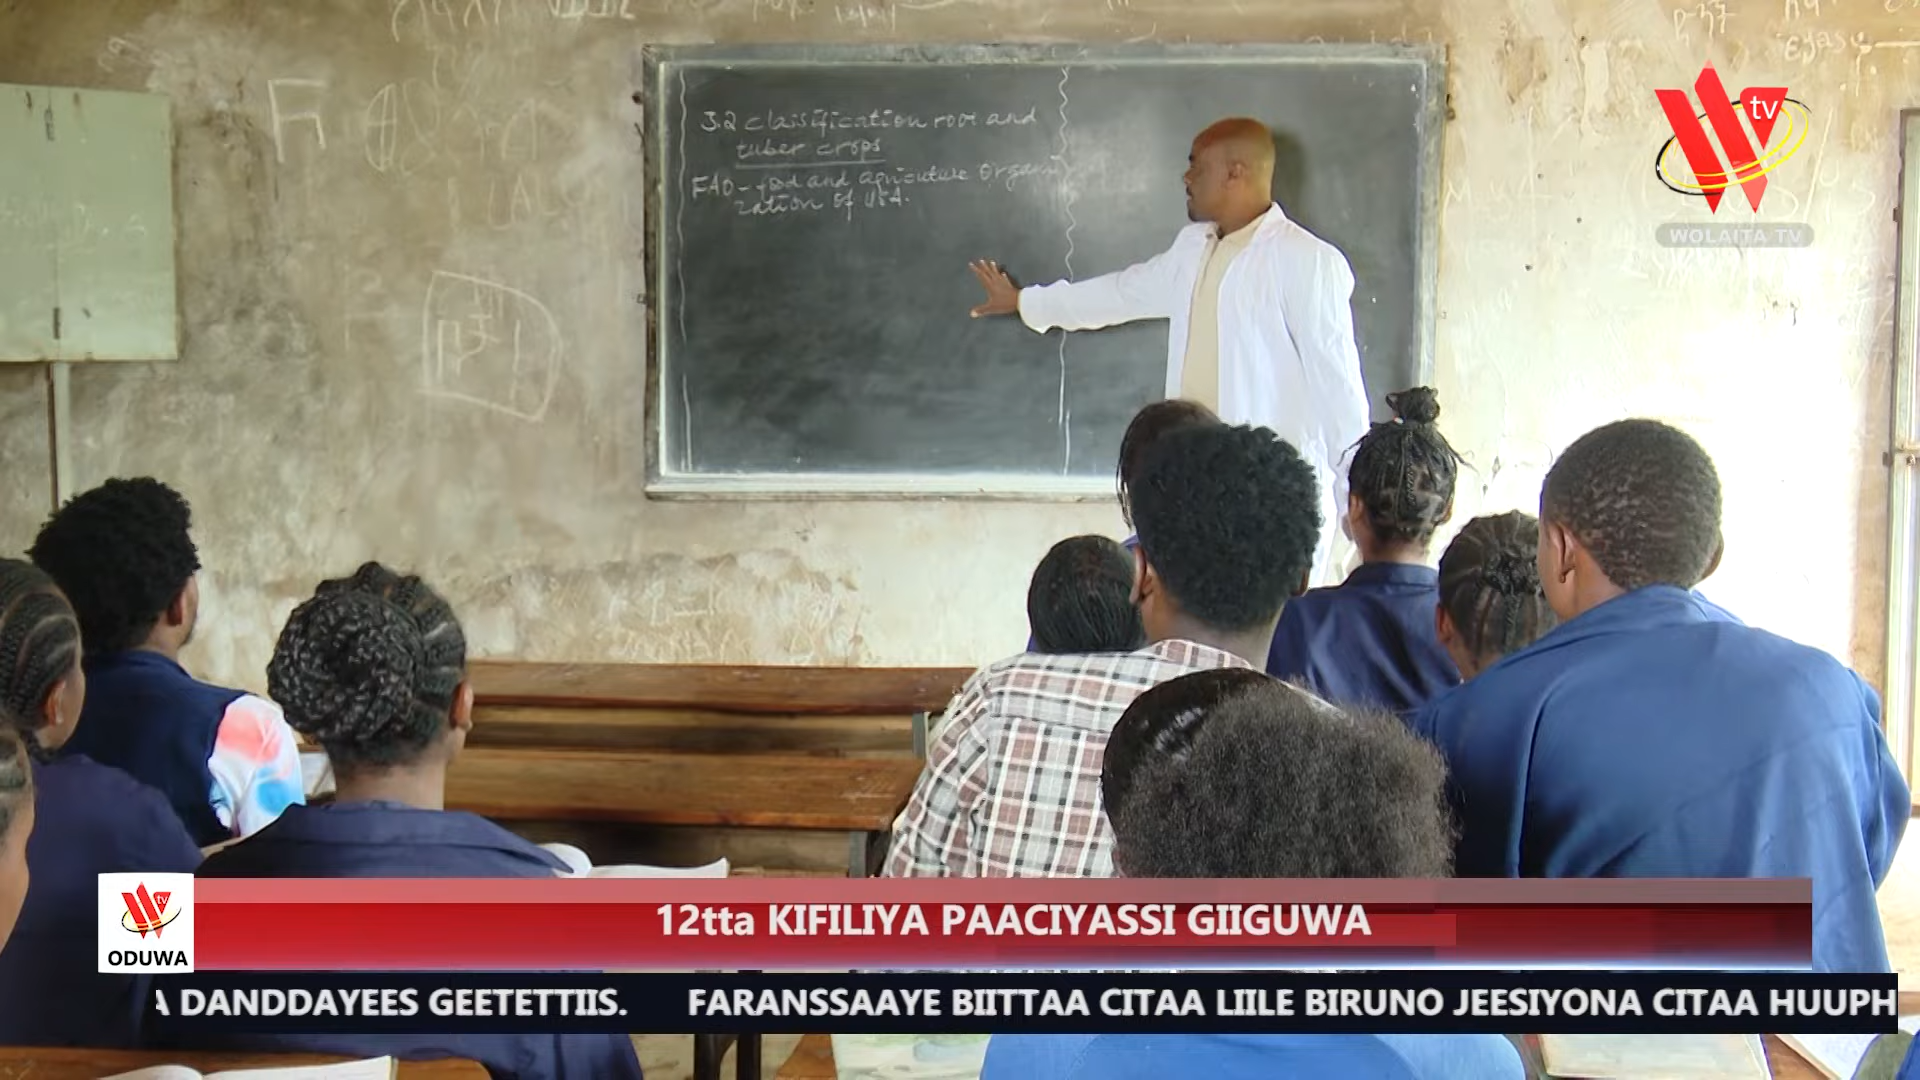 3.2 classification root and
tuber crops
FAO - food and agriculture organi
zation of USA.
tv
WOLAITA TV
12tta KIFILIYA PAACIYASSI GIIGUWA
tv
ODUWA
A DANDDAYEES GEETETTIIS. FARANSSAAYE BIITTAA CITAA LIILE BIRUNO JEESIYONA CITAA HUUPH